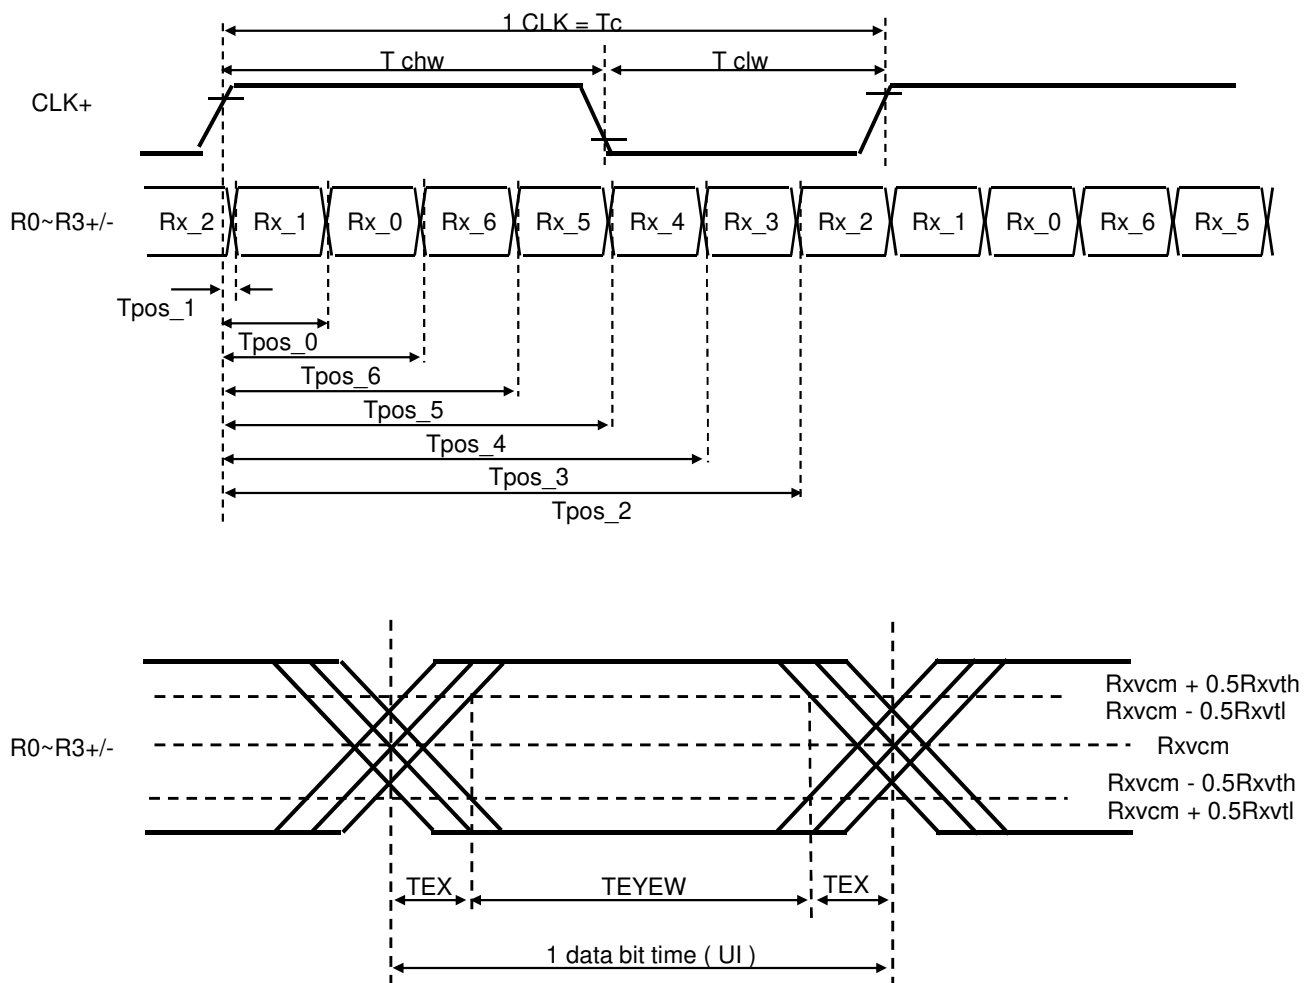 1 CLK = Tc
T chw
T clw
CLK+
R0~R3+/-
Rx_2
Rx_1
Rx_0
Rx_6
Rx_5
Rx_4
Rx_3
Rx_2
Rx_1
Rx_0
Rx_6
Rx_5
Tpos_1
Tpos_0
Tpos_6
Tpos_5
Tpos_4
Tpos_3
Tpos_2
Rxvcm + 0.5Rxvth
Rxvcm - 0.5Rxvtl
R0~R3+/-
Rxvcm
Rxvcm - 0.5Rxvth
Rxvcm + 0.5Rxvtl
TEX
TEYEW
TEX
1 data bit time ( UI )